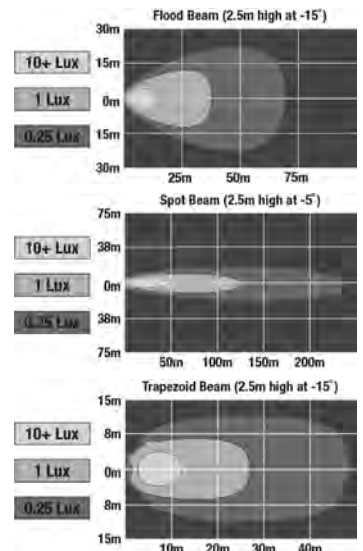 Flood Beam (2.5m high at -15˚)
30m
15m
0m
15m
30m
10+ Lux
1 Lux
0.25 Lux
25m 50m 75m
Spot Beam (2.5m high at -5˚)
75m
38m
0m
38m
75m
10+ Lux
1 Lux
0.25 Lux
50m 100m 150m 200m
Trapezoid Beam (2.5m high at -15˚)
15m
8m
0m
8m
15m
10+ Lux
1 Lux
0.25 Lux
10m 20m 30m 40m